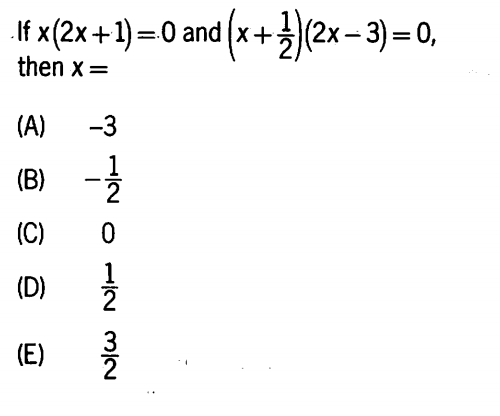 If x(2x+1)=0 and (x+1/2)(2x-3)=0,
then x=
(A) -3
(B) -1/2
(C) 0
(D) 1/2
(E) 3/2